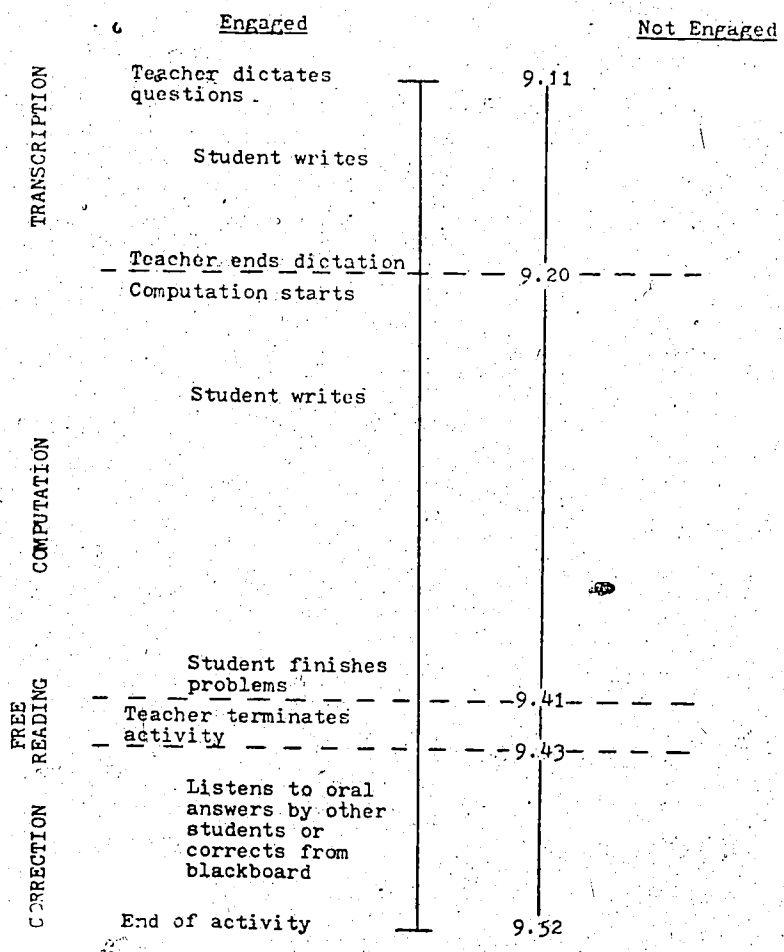 Engaged Not Engaged
TRANSCRIPTION
Teacher dictates 9.11
questions.
Student writes
Teacher ends dictation 9.20
Computation starts
COMPUTATION
Student writes
Student finishes
problems 9.41
FREE
READING
Teacher terminates
activity 9.43
CORRECTION
Listens to oral
answers by other
students or
corrects from
blackboard
End of activity 9.52